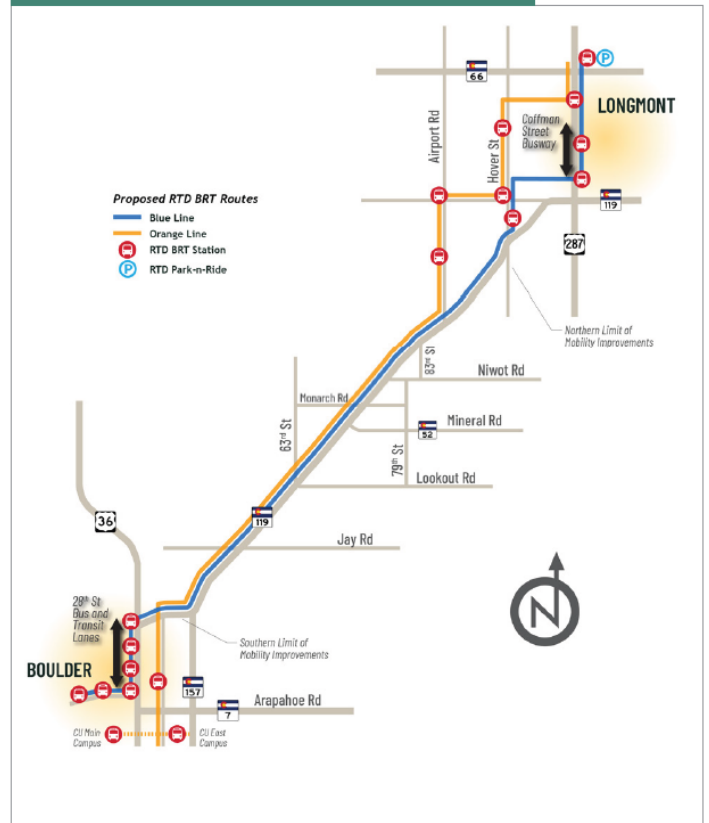 66
P
LONGMONT
Coffman
Street
Busway
Airport Rd
Hover St
119
287
Proposed RTD BRT Routes
Blue Line
Orange Line
RTD BRT Station
P
RTD Park-n-Ride
Northern Limit of
Mobility Improvements
83rd St
Niwot Rd
Monarch Rd
63rd St
Mineral Rd
52
79th St
Lookout Rd
36
119
Jay Rd
N
28th St
Bus and
Transit
Lanes
Southern Limit of
Mobility Improvements
BOULDER
157
Arapahoe Rd
7
CU Main
Campus
CU East
Campus